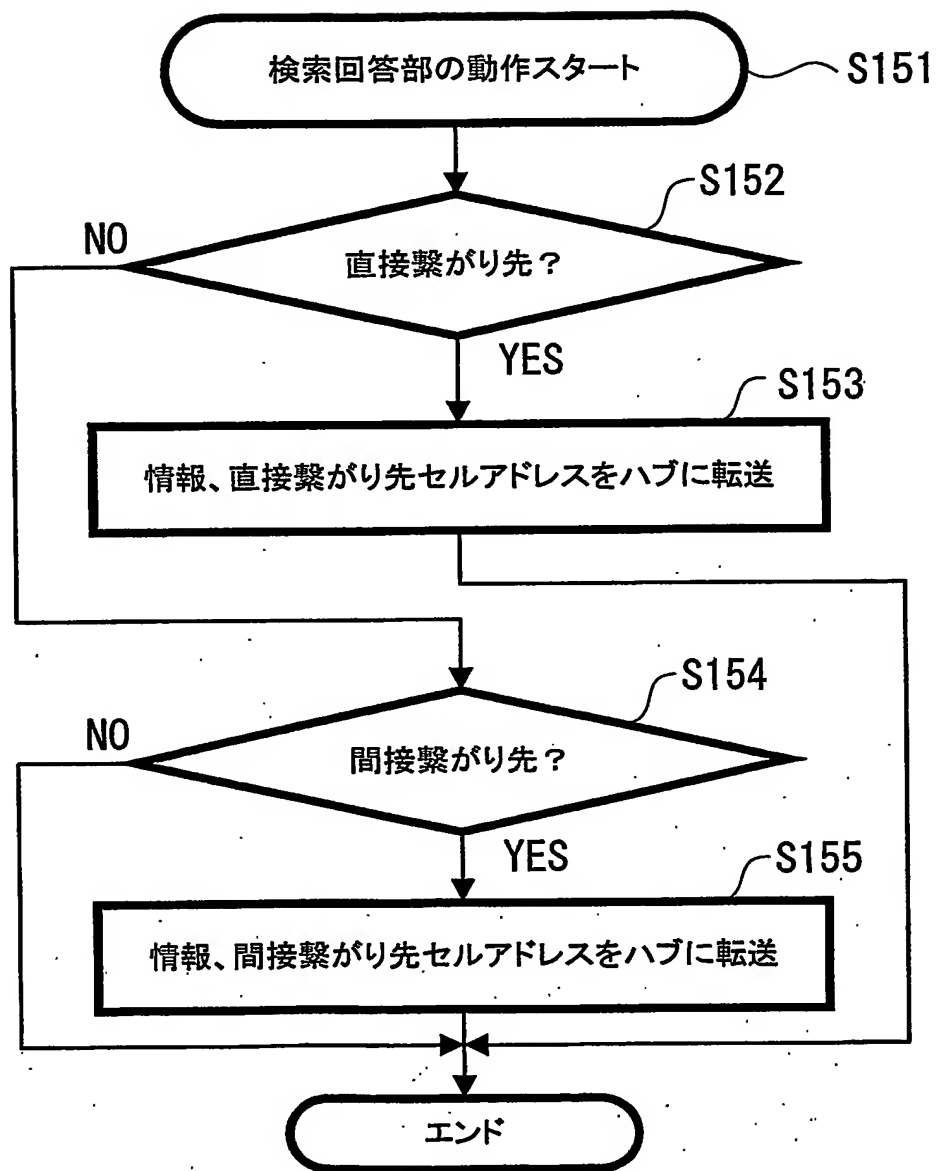 検索回答部の動作スタート
S151
S152
NO
直接繋がり先？
YES
S153
情報、直接繋がり先セルアドレスをハブに転送
S154
NO
間接繋がり先？
YES
S155
情報、間接繋がり先セルアドレスをハブに転送
エンド